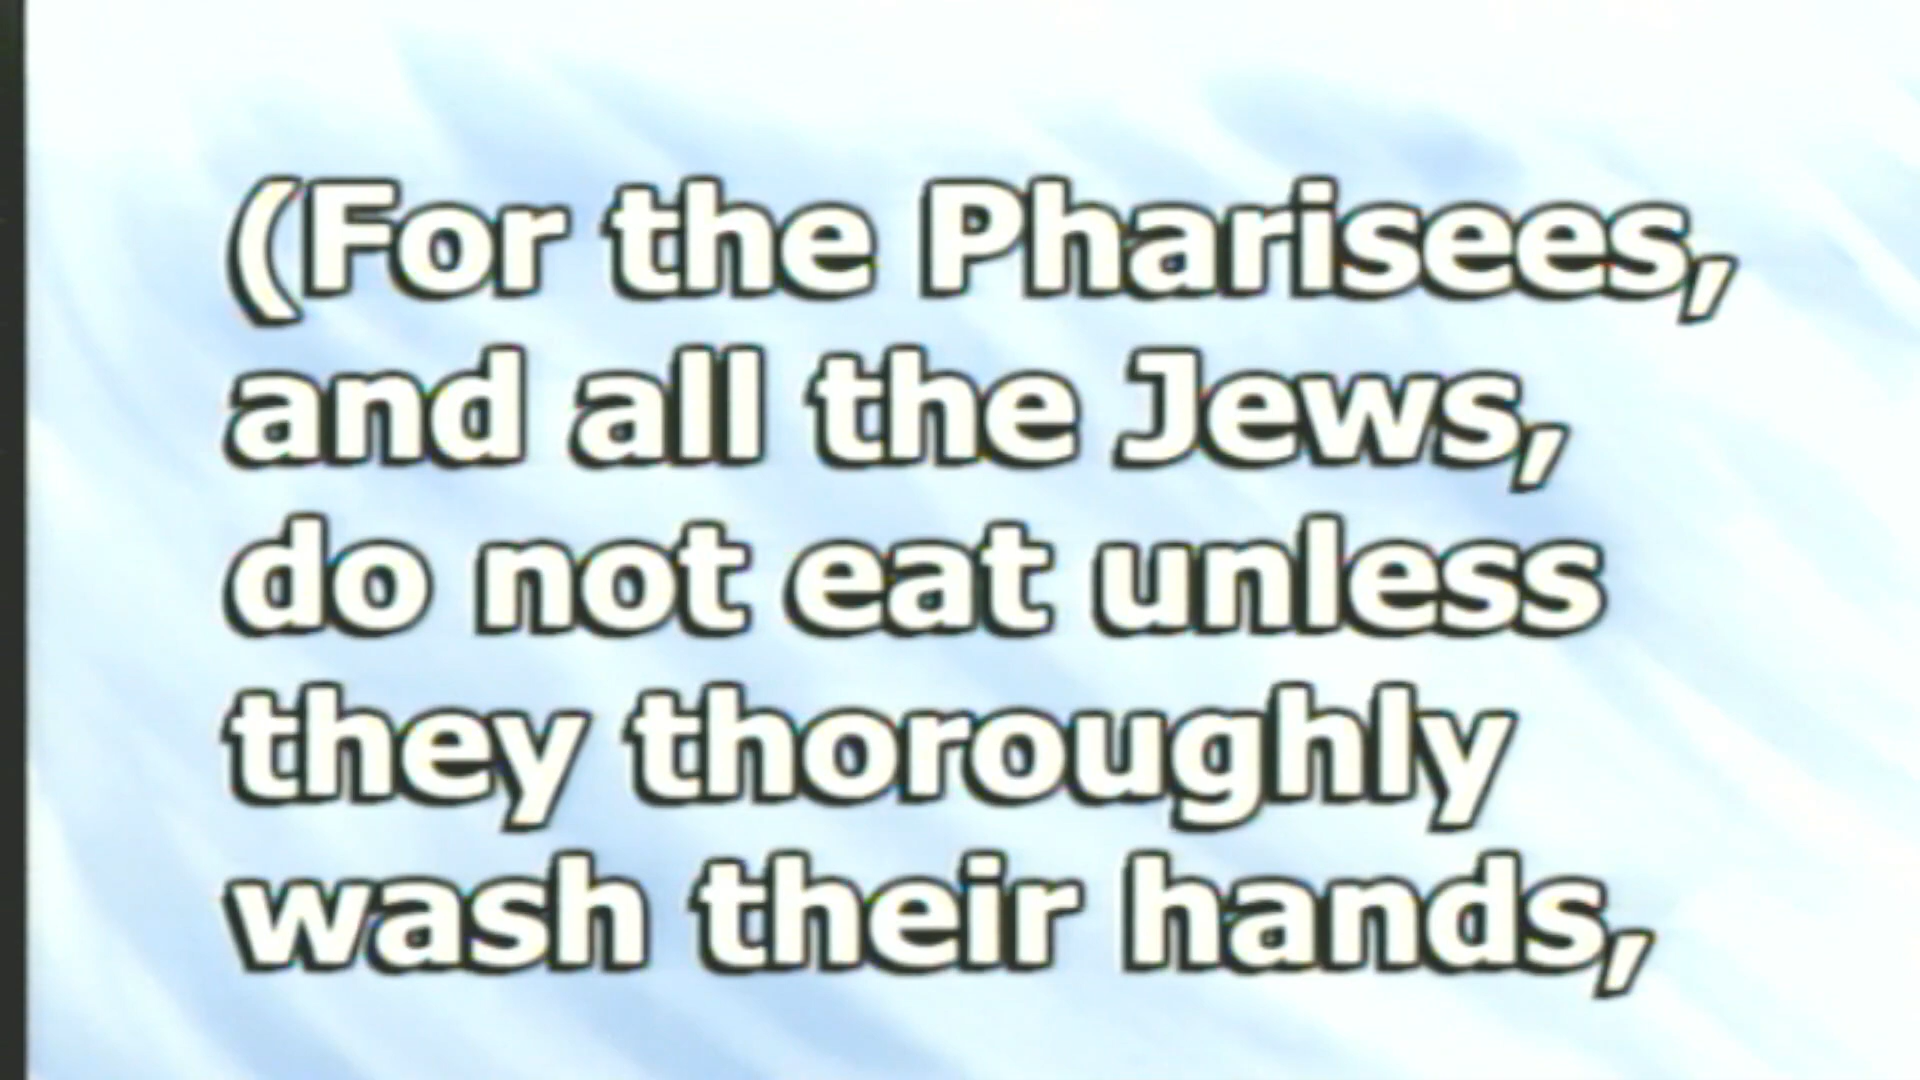 (For the Pharisees,
and all the Jews,
do not eat unless
they thoroughly
wash their hands,